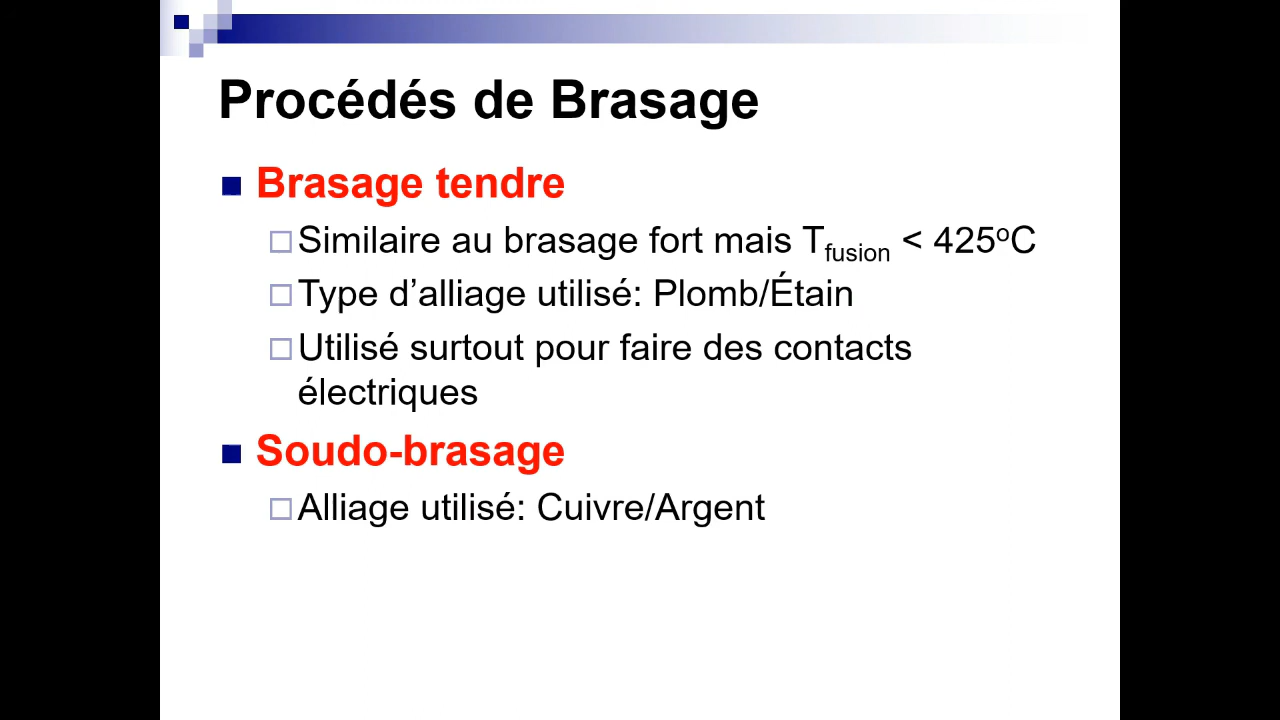 Procédés de Brasage
Brasage tendre
Similaire au brasage fort mais Tfusion < 425oC
Type d’alliage utilisé: Plomb/Étain
Utilisé surtout pour faire des contacts
électriques
Soudo-brasage
Alliage utilisé: Cuivre/Argent